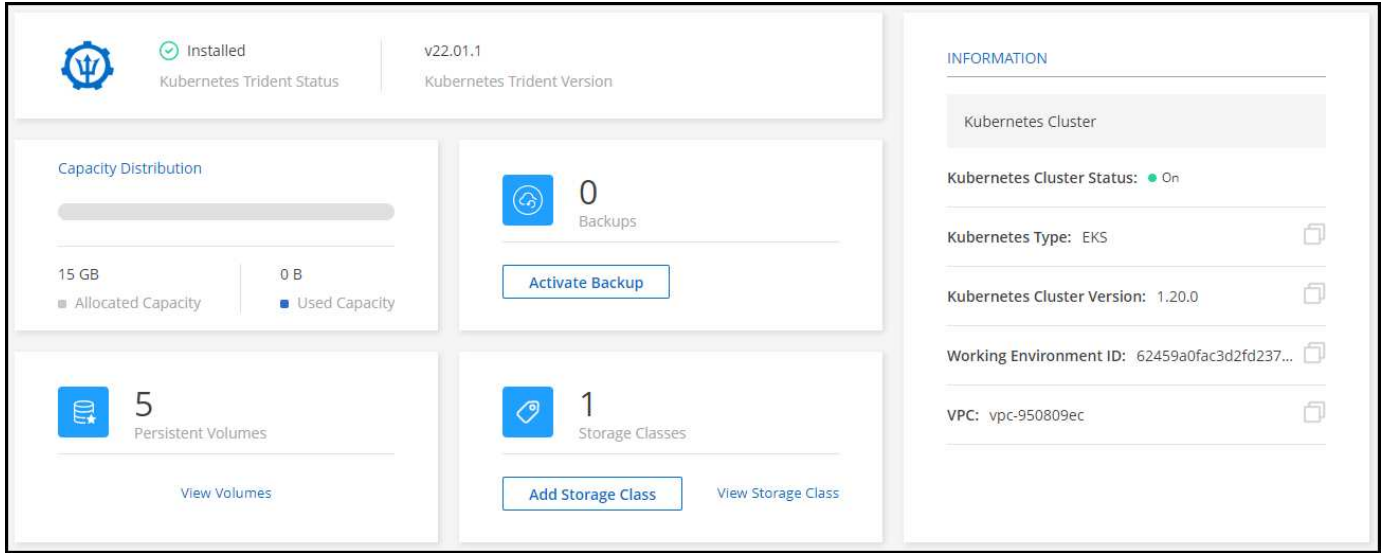 Installed
Kubernetes Trident Status
v22.01.1
Kubernetes Trident Version
Capacity Distribution
15 GB
Allocated Capacity
0 B
Used Capacity
0
Backups
Activate Backup
5
Persistent Volumes
View Volumes
1
Storage Classes
Add Storage Class
View Storage Class
INFORMATION
Kubernetes Cluster
Kubernetes Cluster Status: On
Kubernetes Type: EKS
Kubernetes Cluster Version: 1.20.0
Working Environment ID: 62459a0fac3d2fd237...
VPC: vpc-950809ec